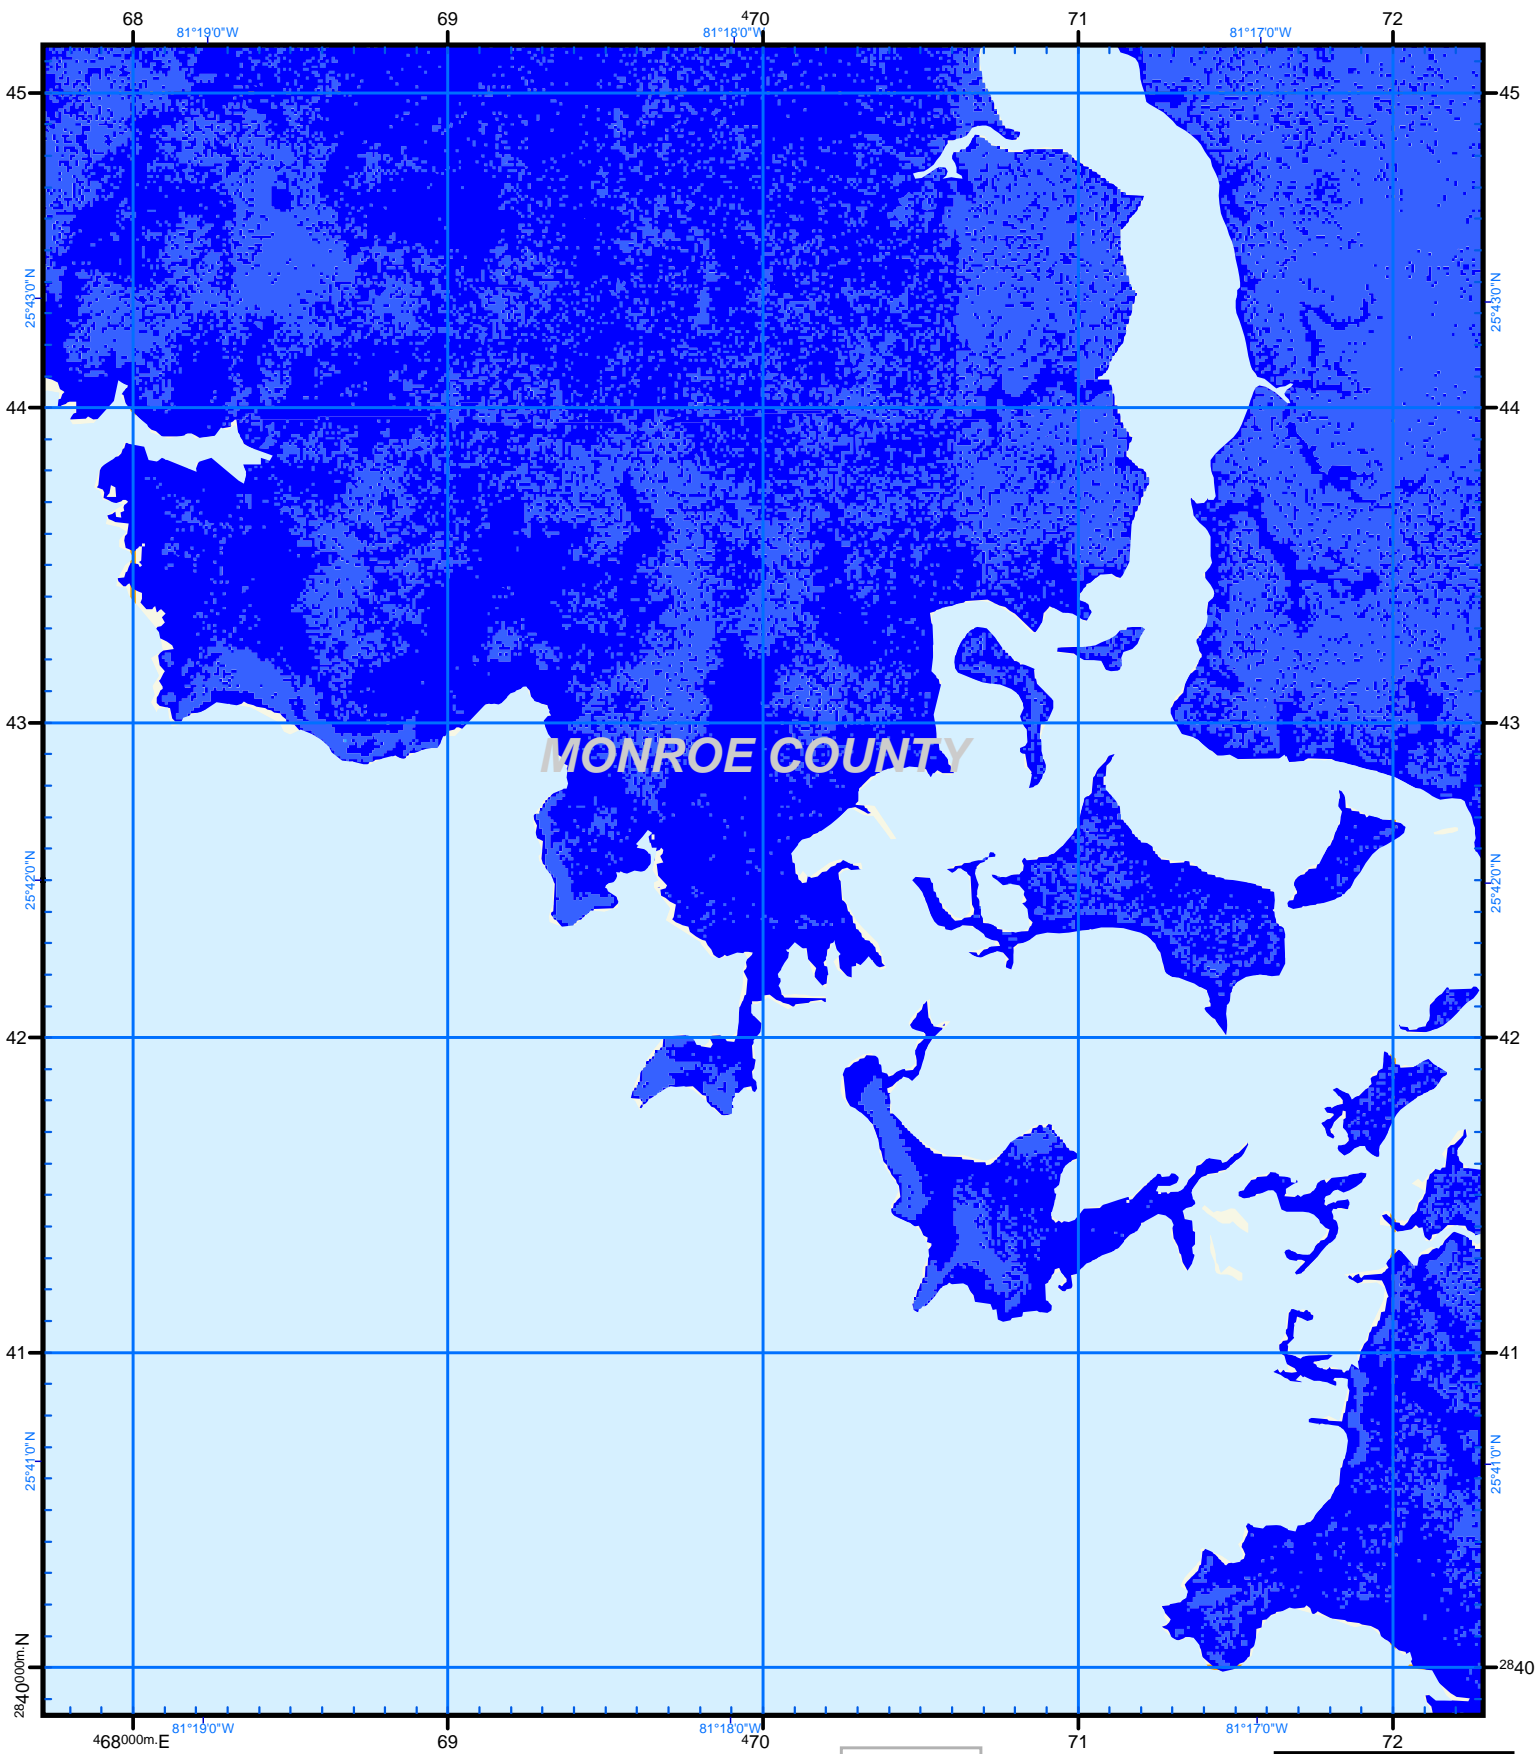 68 69 ⁴70 71 72
81°19'0"W 81°18'0"W 81°17'0"W
45 45
25°43'0"N 25°43'0"N
44 44
43 43
MONROE COUNTY
25°42'0"N 25°42'0"N
42 42
41 41
25°41'0"N 25°41'0"N
²⁸40⁰⁰⁰ᵐ·N ²⁸40
81°19'0"W 81°18'0"W 81°17'0"W
⁴68⁰⁰⁰ᵐ·E 69 ⁴70 71 72